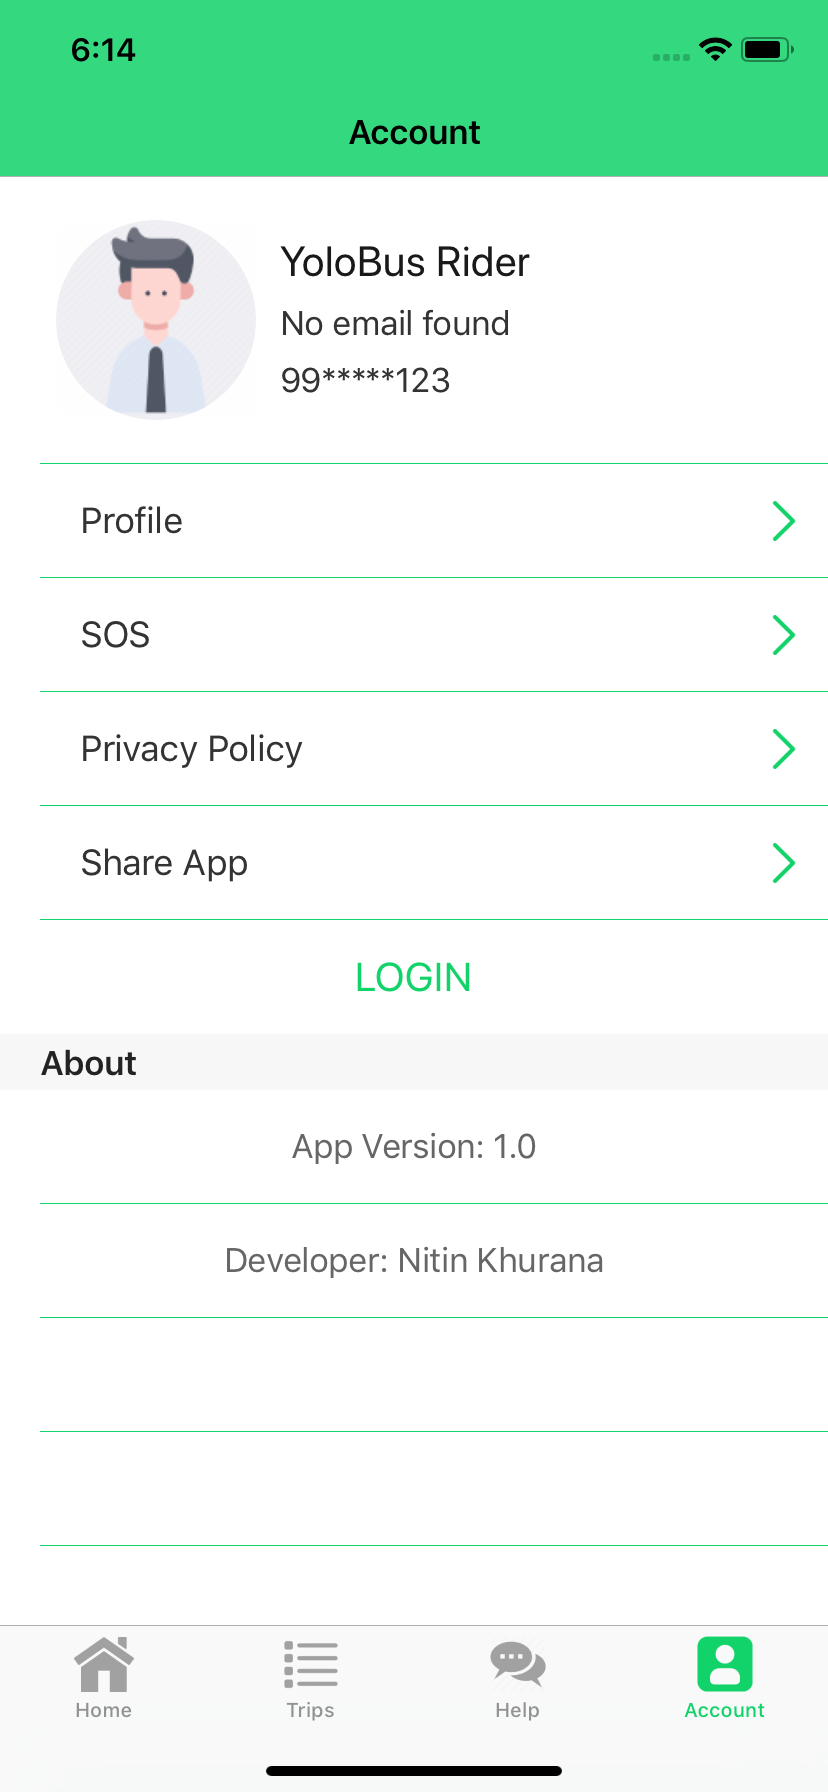 6:14
Account
YoloBus Rider
No email found
99*****123
Profile
SOS
Privacy Policy
Share App
LOGIN
About
App Version: 1.0
Developer: Nitin Khurana
Home
Trips
Help
Account